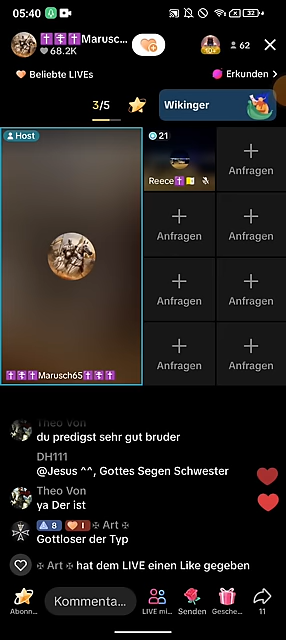 05:40
32
✝️✝️✝️Marusc...
68.2K
62
Beliebte LIVEs
Erkunden >
3/5
Wikinger
Host
21
Reece✝️🇻🇦
Anfragen
Anfragen
Anfragen
Anfragen
Anfragen
Anfragen
Anfragen
✝️✝️✝️Marusch65✝️✝️✝️
Theo Von
du predigst sehr gut bruder
DH111
@Jesus ^^, Gottes Segen Schwester
Theo Von
ya Der ist
8 I ✠ Art ✠
Gottloser der Typ
✠ Art ✠ hat dem LIVE einen Like gegeben
Abonn...
Kommenta...
LIVE mi...
Senden
Gesche...
11